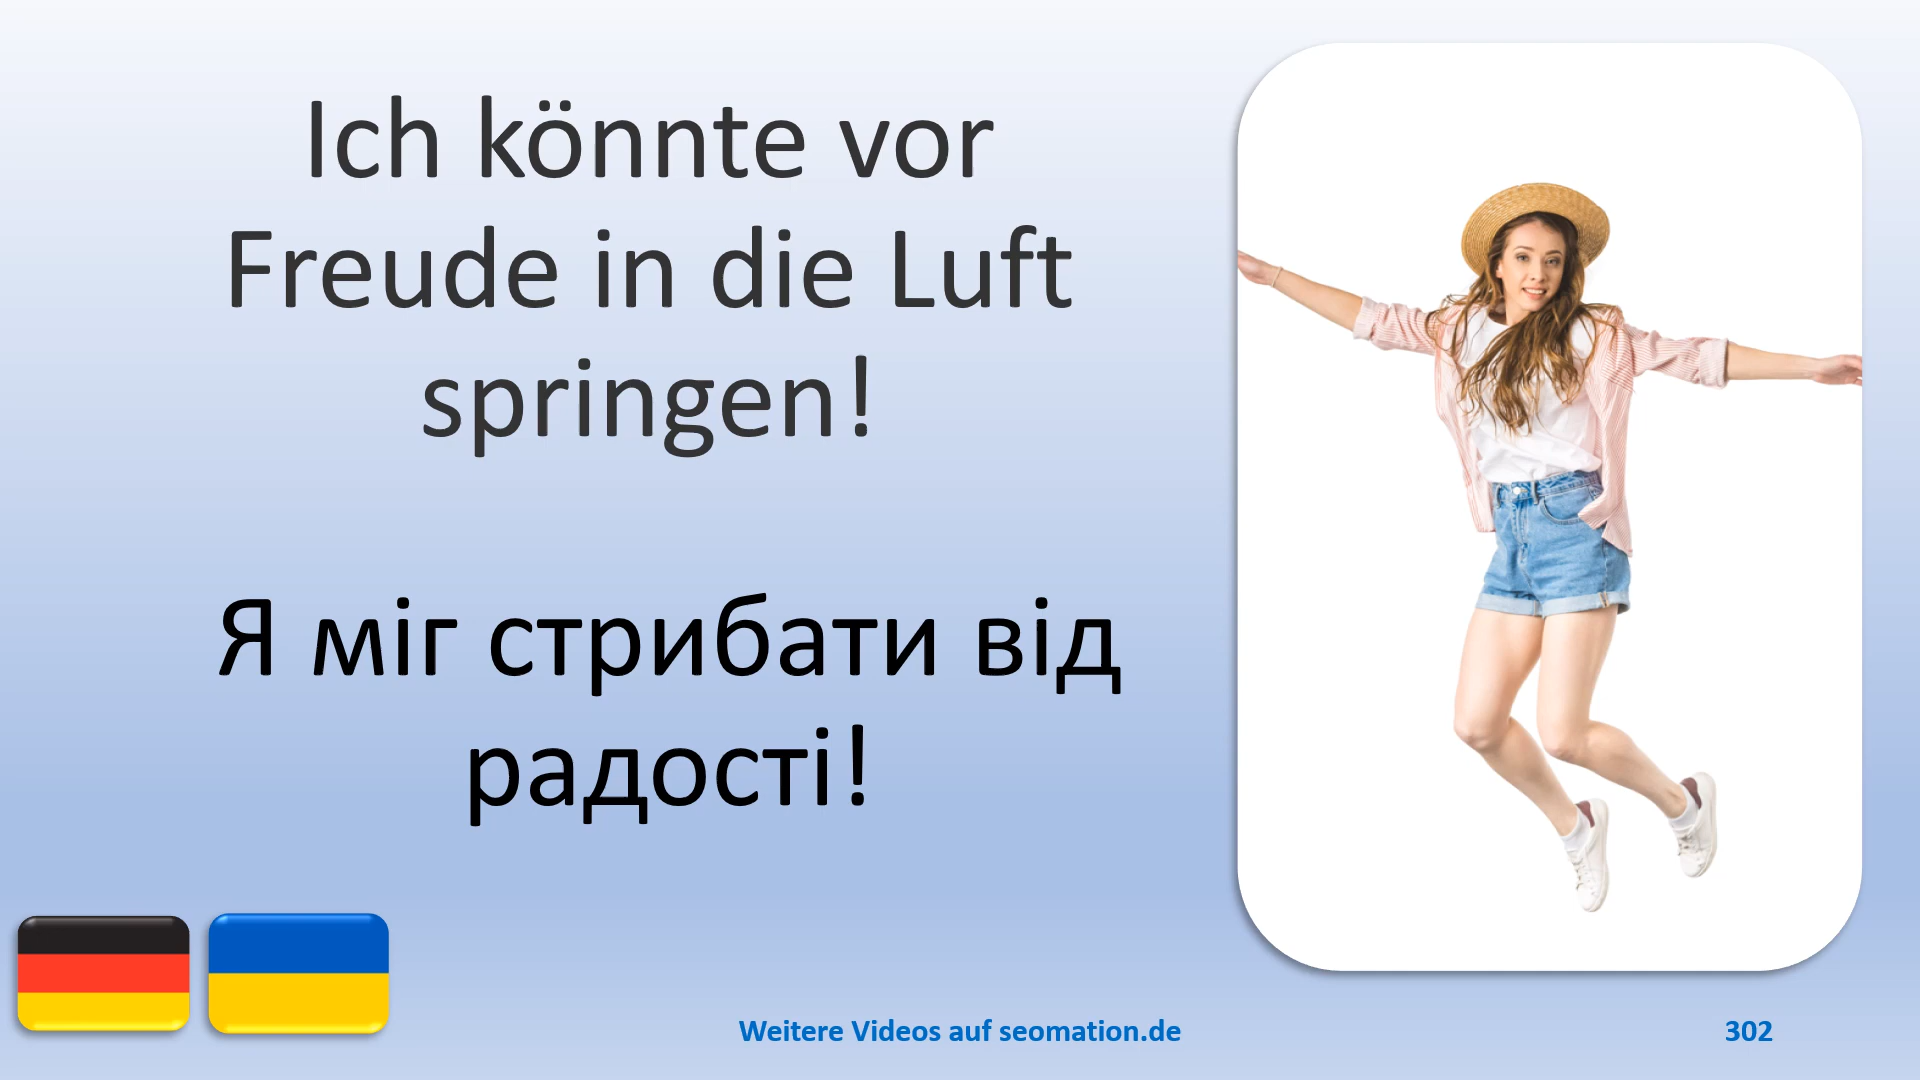 Ich könnte vor
Freude in die Luft
springen!
Я міг стрибати від
радості!
Weitere Videos auf seomation.de
302